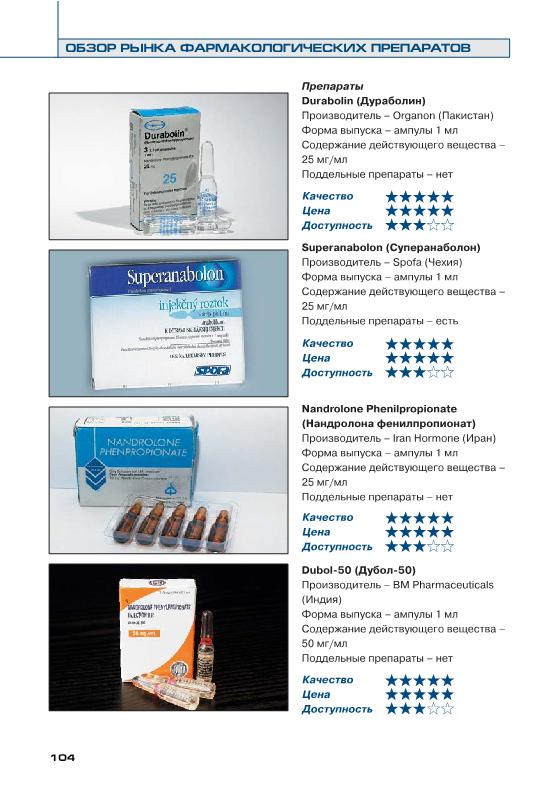 ОБЗОР РЫНКА ФАРМАКОЛОГИЧЕСКИХ ПРЕПАРАТОВ
Препараты
Durabolin (Дураболин)
Производитель – Organon (Пакистан)
Форма выпуска – ампулы 1 мл
Содержание действующего вещества –
25 мг/мл
Поддельные препараты – нет
Качество
Цена
Доступность
Durabolin
25
Superanabolon (Суперанаболон)
Производитель – Spofa (Чехия)
Форма выпуска – ампулы 1 мл
Содержание действующего вещества –
25 мг/мл
Поддельные препараты – есть
Качество
Цена
Доступность
Superanabolon
injekčný roztok
SPOFA
Nandrolone Phenilpropionate
(Нандролона фенилпропионат)
Производитель – Iran Hormone (Иран)
Форма выпуска – ампулы 1 мл
Содержание действующего вещества –
25 мг/мл
Поддельные препараты – нет
Качество
Цена
Доступность
NANDROLONE
PHENPROPIONATE
Dubol-50 (Дубол-50)
Производитель – BM Pharmaceuticals
(Индия)
Форма выпуска – ампулы 1 мл
Содержание действующего вещества –
50 мг/мл
Поддельные препараты – нет
Качество
Цена
Доступность
NANDROLONE PHENYLPROPIONATE
INJECTION
104